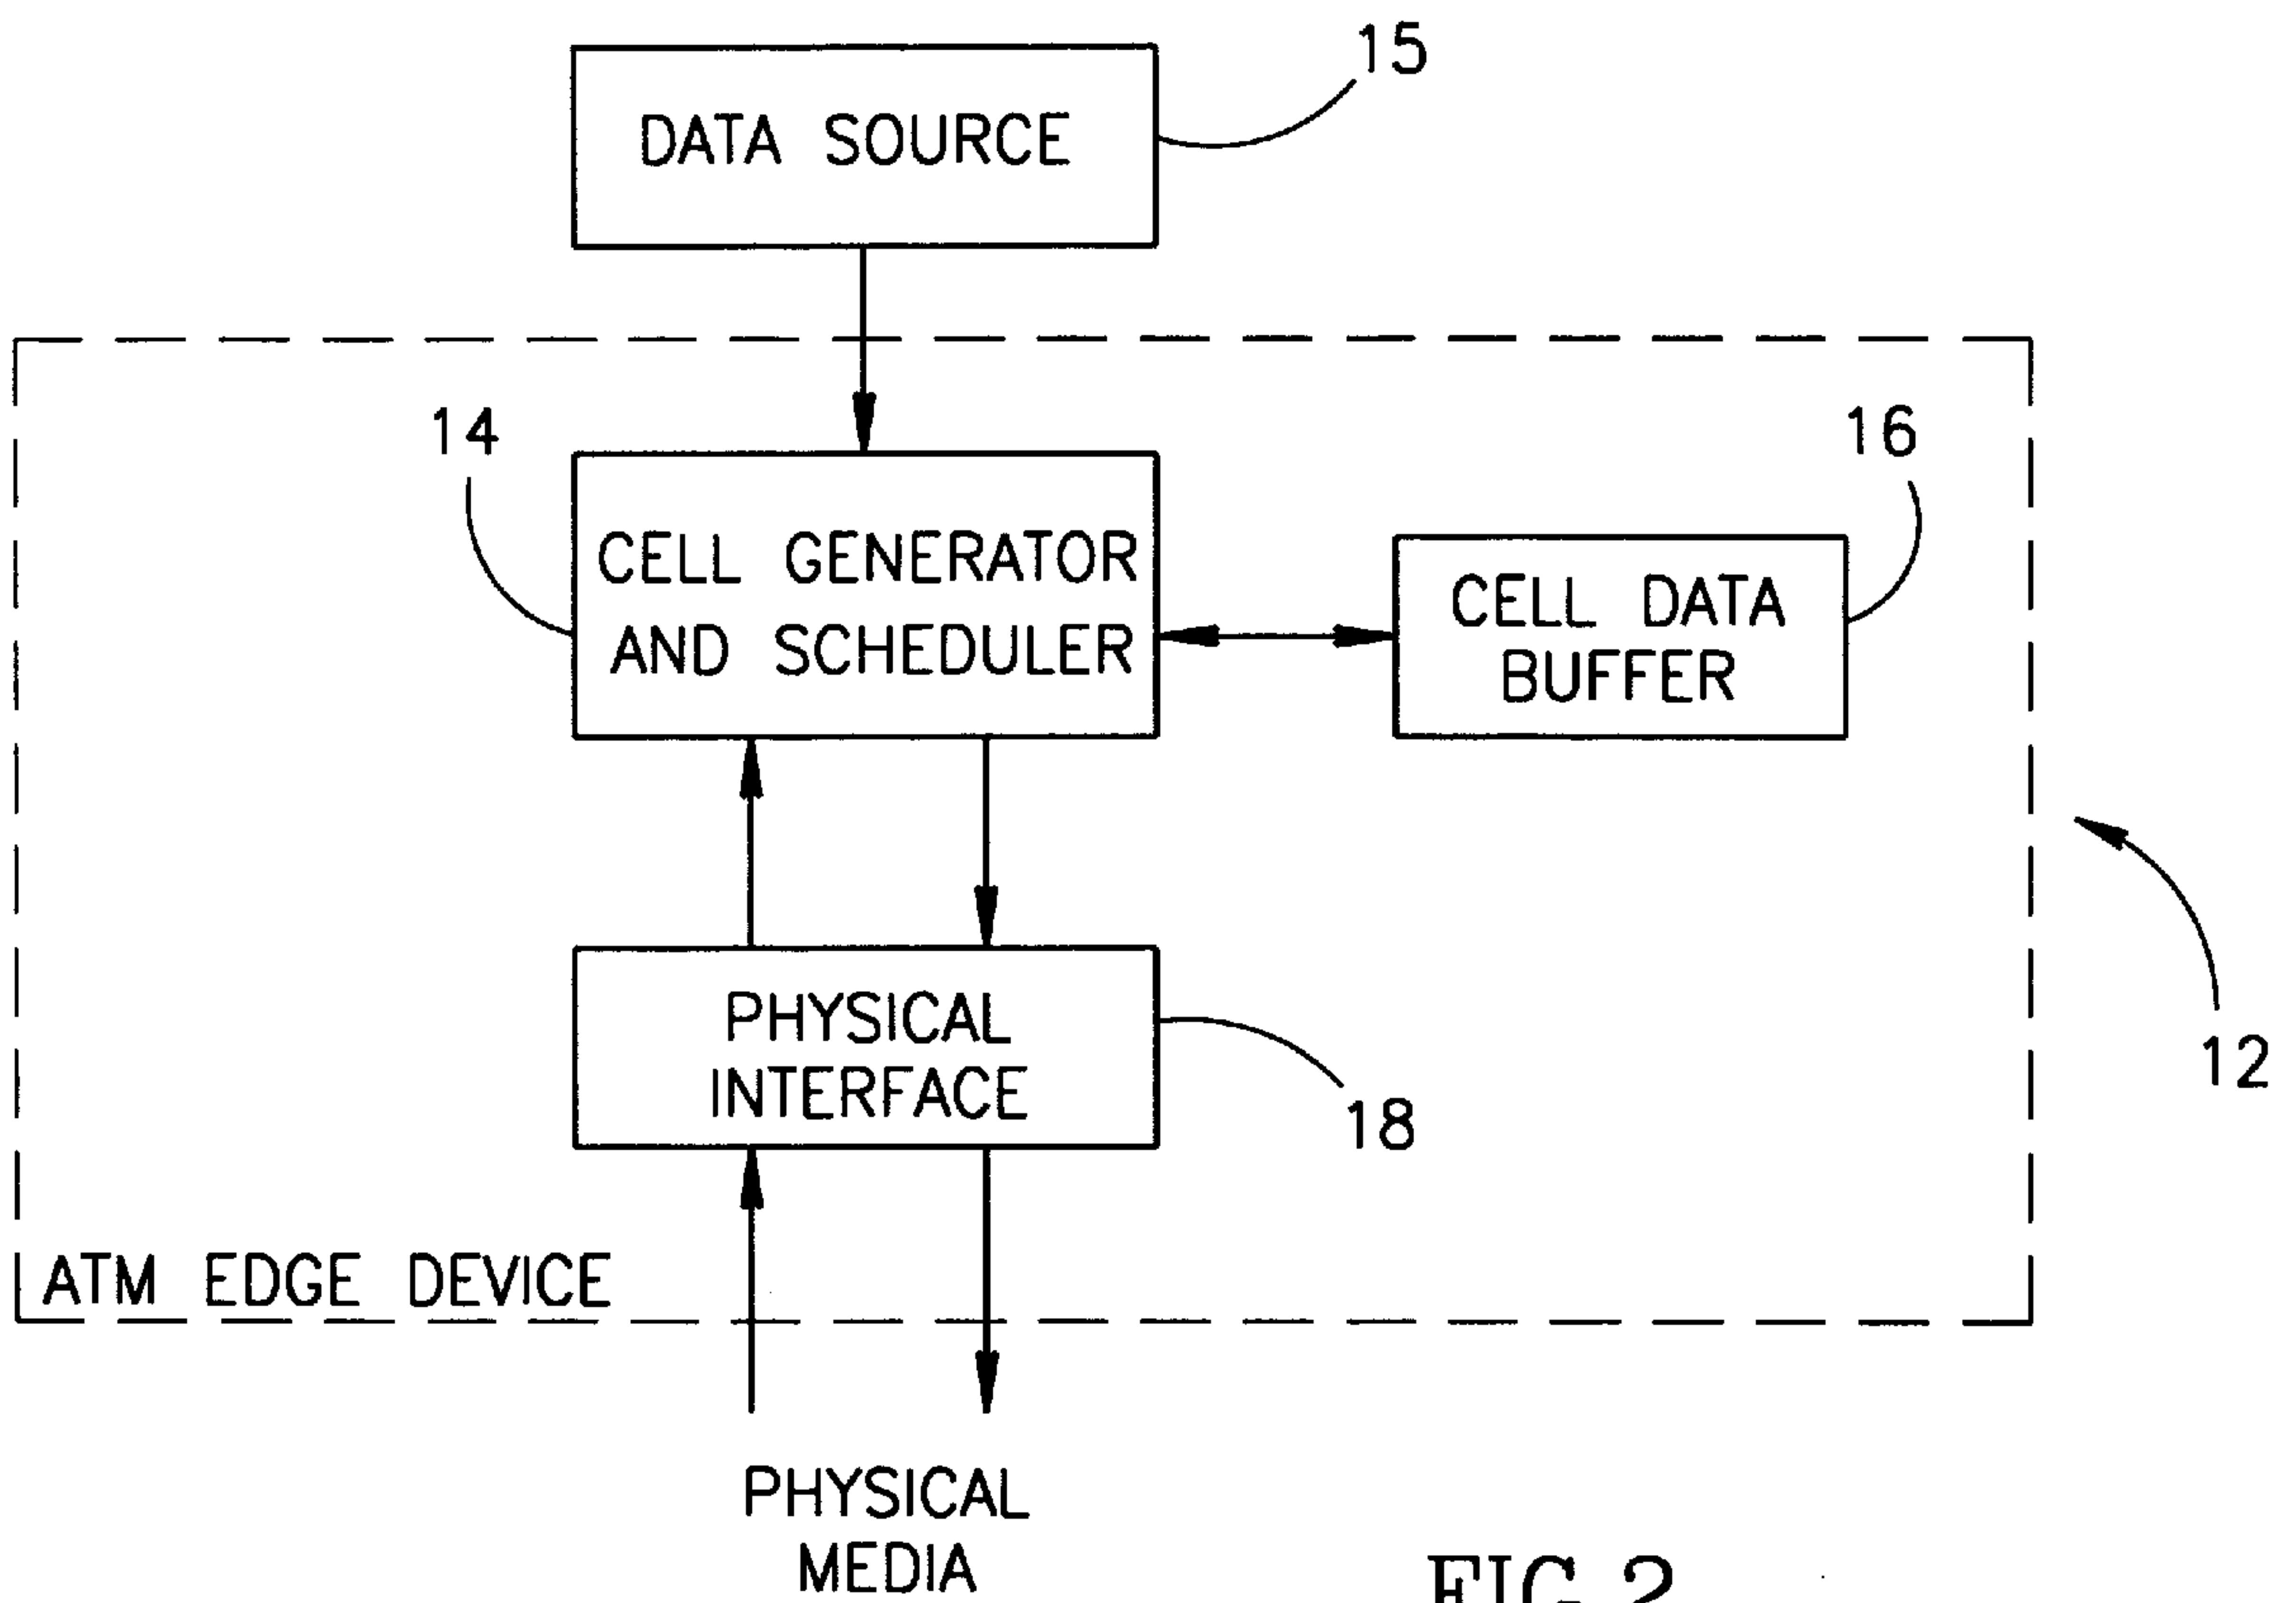 15
DATA SOURCE
14
16
CELL GENERATOR
AND SCHEDULER
CELL DATA
BUFFER
12
PHYSICAL
INTERFACE
18
ATM EDGE DEVICE
PHYSICAL
MEDIA
FIG.2